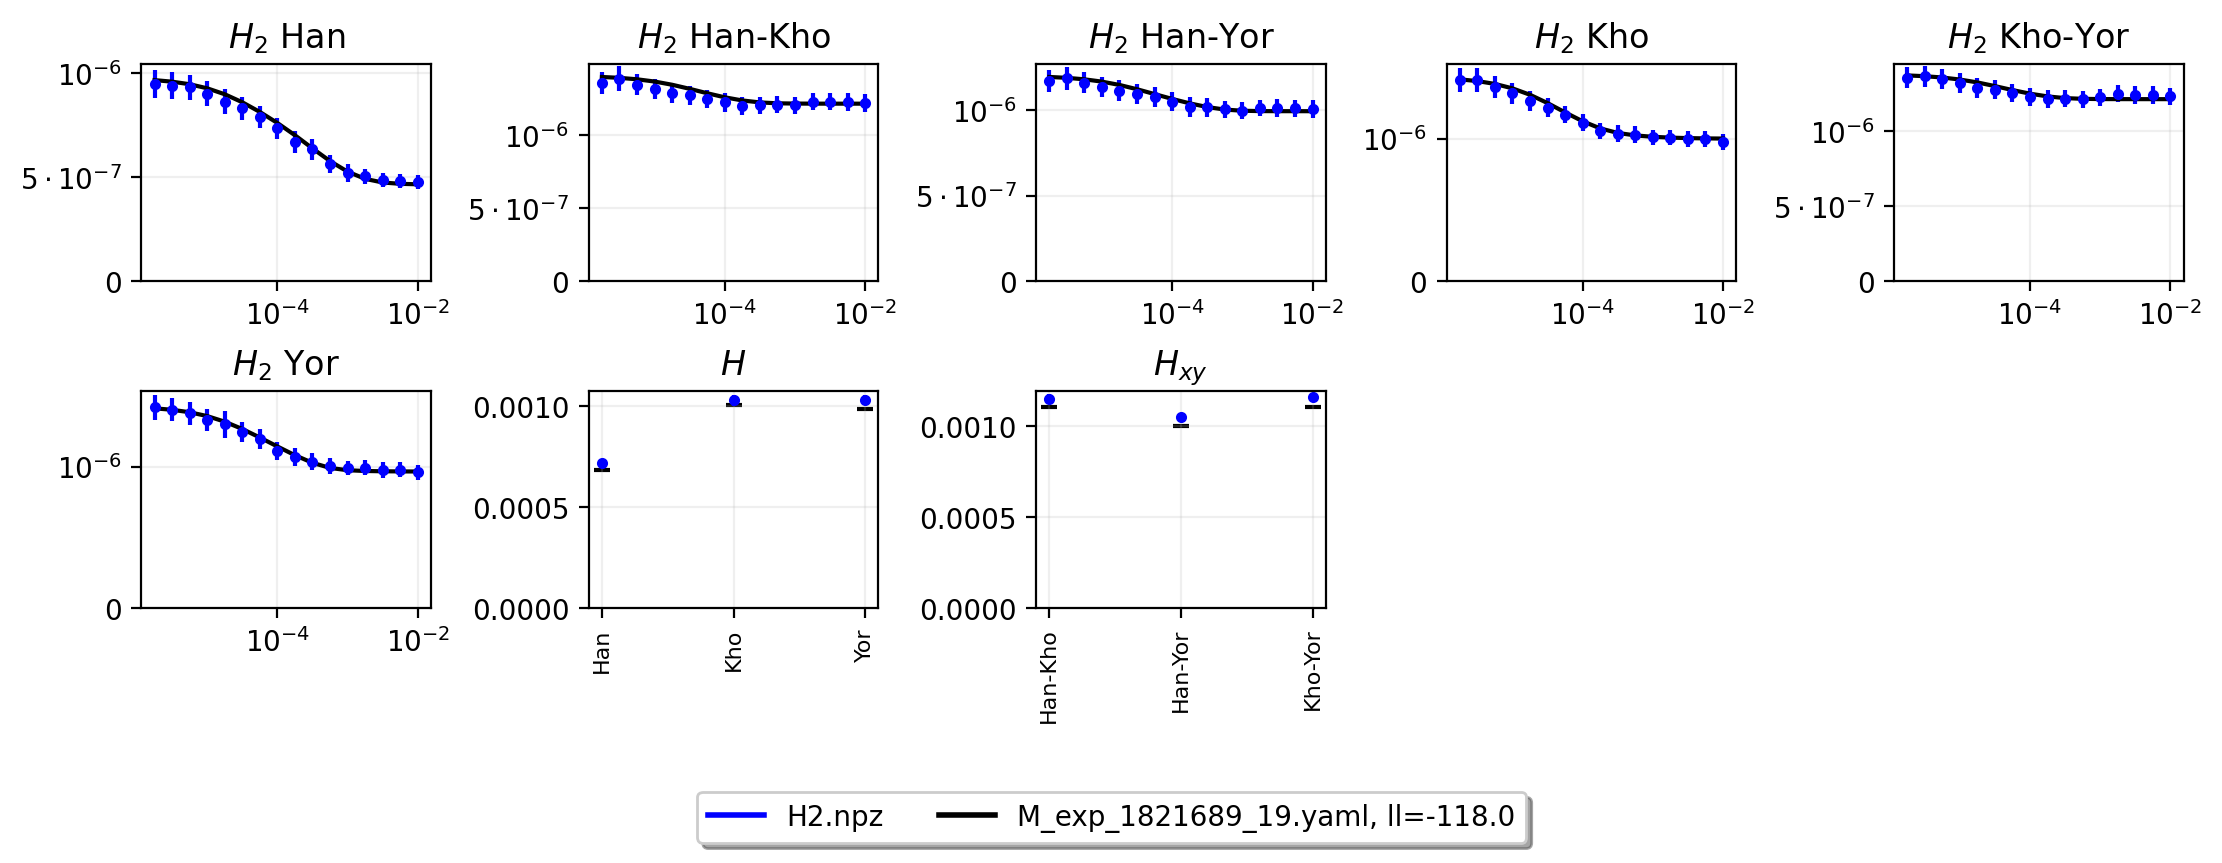 H₂ Han
H₂ Han-Kho
H₂ Han-Yor
H₂ Kho
H₂ Kho-Yor
10⁻⁶
5·10⁻⁷
0
10⁻⁴ 10⁻²
10⁻⁶
5·10⁻⁷
0
10⁻⁴ 10⁻²
10⁻⁶
5·10⁻⁷
0
10⁻⁴ 10⁻²
10⁻⁶
0
10⁻⁴ 10⁻²
10⁻⁶
5·10⁻⁷
0
10⁻⁴ 10⁻²
H₂ Yor
10⁻⁶
0
10⁻⁴ 10⁻²
H
0.0010
0.0005
0.0000
Han
Kho
Yor
Hxy
0.0010
0.0005
0.0000
Han-Kho
Han-Yor
Kho-Yor
H2.npz
M_exp_1821689_19.yaml, ll=-118.0